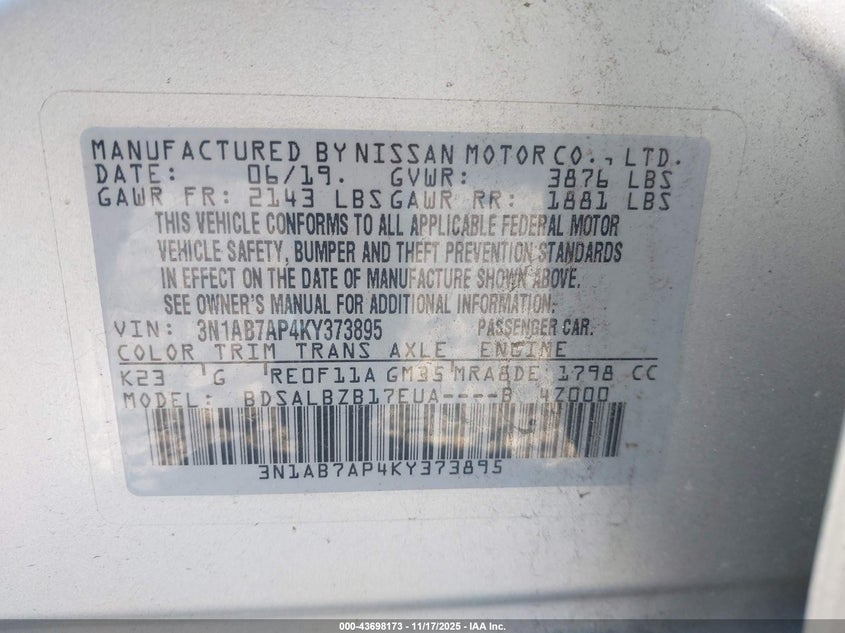 MANUFACTURED BY NISSAN MOTOR CO., LTD.
DATE: 06/19. GVWR: 3876 LBS
GAWR FR: 2143 LBS GAWR RR: 1881 LBS
THIS VEHICLE CONFORMS TO ALL APPLICABLE FEDERAL MOTOR
VEHICLE SAFETY, BUMPER AND THEFT PREVENTION STANDARDS
IN EFFECT ON THE DATE OF MANUFACTURE SHOWN ABOVE.
SEE OWNER'S MANUAL FOR ADDITIONAL INFORMATION:
VIN: 3N1AB7AP4KY373895 PASSENGER CAR.
COLOR TRIM TRANS AXLE ENGINE
K23 G RE0F11A GM35 MRA8DE 1798 CC
MODEL: BDSALBZB17EUA----B 4Z000
3N1AB7AP4KY373895
000-43698173 | 11/17/2025 - IAA Inc.